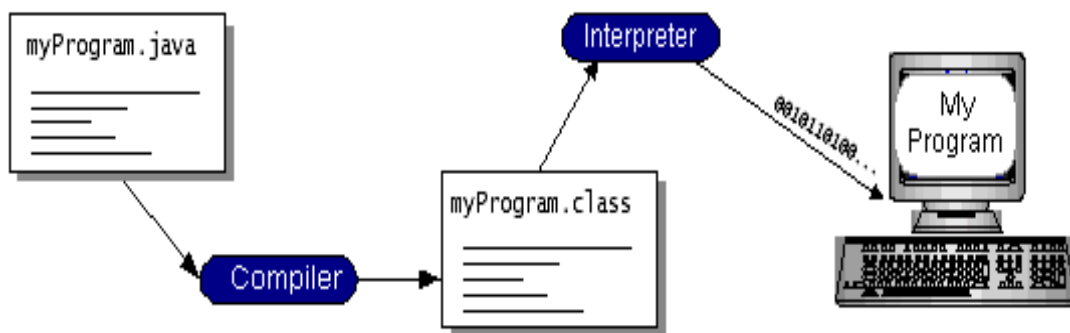 myProgram.java
Compiler
myProgram.class
Interpreter
0010110100...
My
Program